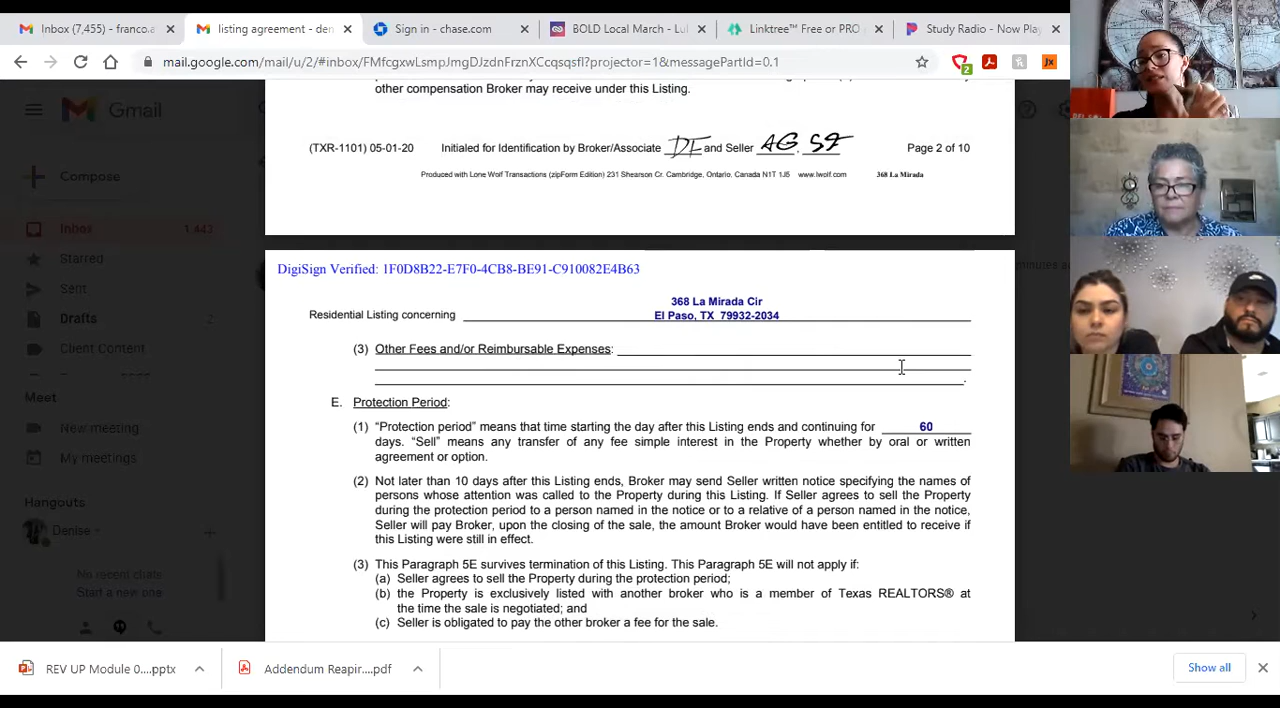 Inbox (7,455) - franco.a
listing agreement - den
Sign in - chase.com
BOLD Local March - Lul
Linktree™ Free or PRO
Study Radio - Now Play
mail.google.com/mail/u/2/#inbox/FMfcgxwLsmpJngDJzdnFrznXCcqsqsfl?projector=1&messagePartId=0.1
Gmail
Compose
Inbox 1,443
Starred
Sent
Drafts 2
Client Content
Meet
New meeting
My meetings
Hangouts
Denise
No recent chats
Start a new one
other compensation Broker may receive under this Listing.
(TXR-1101) 05-01-20 Initialed for Identification by Broker/Associate DF and Seller AG, SZ Page 2 of 10
Produced with Lone Wolf Transactions (zipForm Edition) 231 Shearson Cr. Cambridge, Ontario, Canada N1T 1J5 www.lwolf.com 368 La Mirada
DigiSign Verified: 1F0D8B22-E7F0-4CB8-BE91-C910082E4B63
368 La Mirada Cir
Residential Listing concerning El Paso, TX 79932-2034
(3) Other Fees and/or Reimbursable Expenses:
E. Protection Period:
(1) “Protection period” means that time starting the day after this Listing ends and continuing for 60
days. “Sell” means any transfer of any fee simple interest in the Property whether by oral or written
agreement or option.
(2) Not later than 10 days after this Listing ends, Broker may send Seller written notice specifying the names of
persons whose attention was called to the Property during this Listing. If Seller agrees to sell the Property
during the protection period to a person named in the notice or to a relative of a person named in the notice,
Seller will pay Broker, upon the closing of the sale, the amount Broker would have been entitled to receive if
this Listing were still in effect.
(3) This Paragraph 5E survives termination of this Listing. This Paragraph 5E will not apply if:
(a) Seller agrees to sell the Property during the protection period;
(b) the Property is exclusively listed with another broker who is a member of Texas REALTORS® at
the time the sale is negotiated; and
(c) Seller is obligated to pay the other broker a fee for the sale.
REV UP Module 0....pptx
Addendum Reapir....pdf
Show all